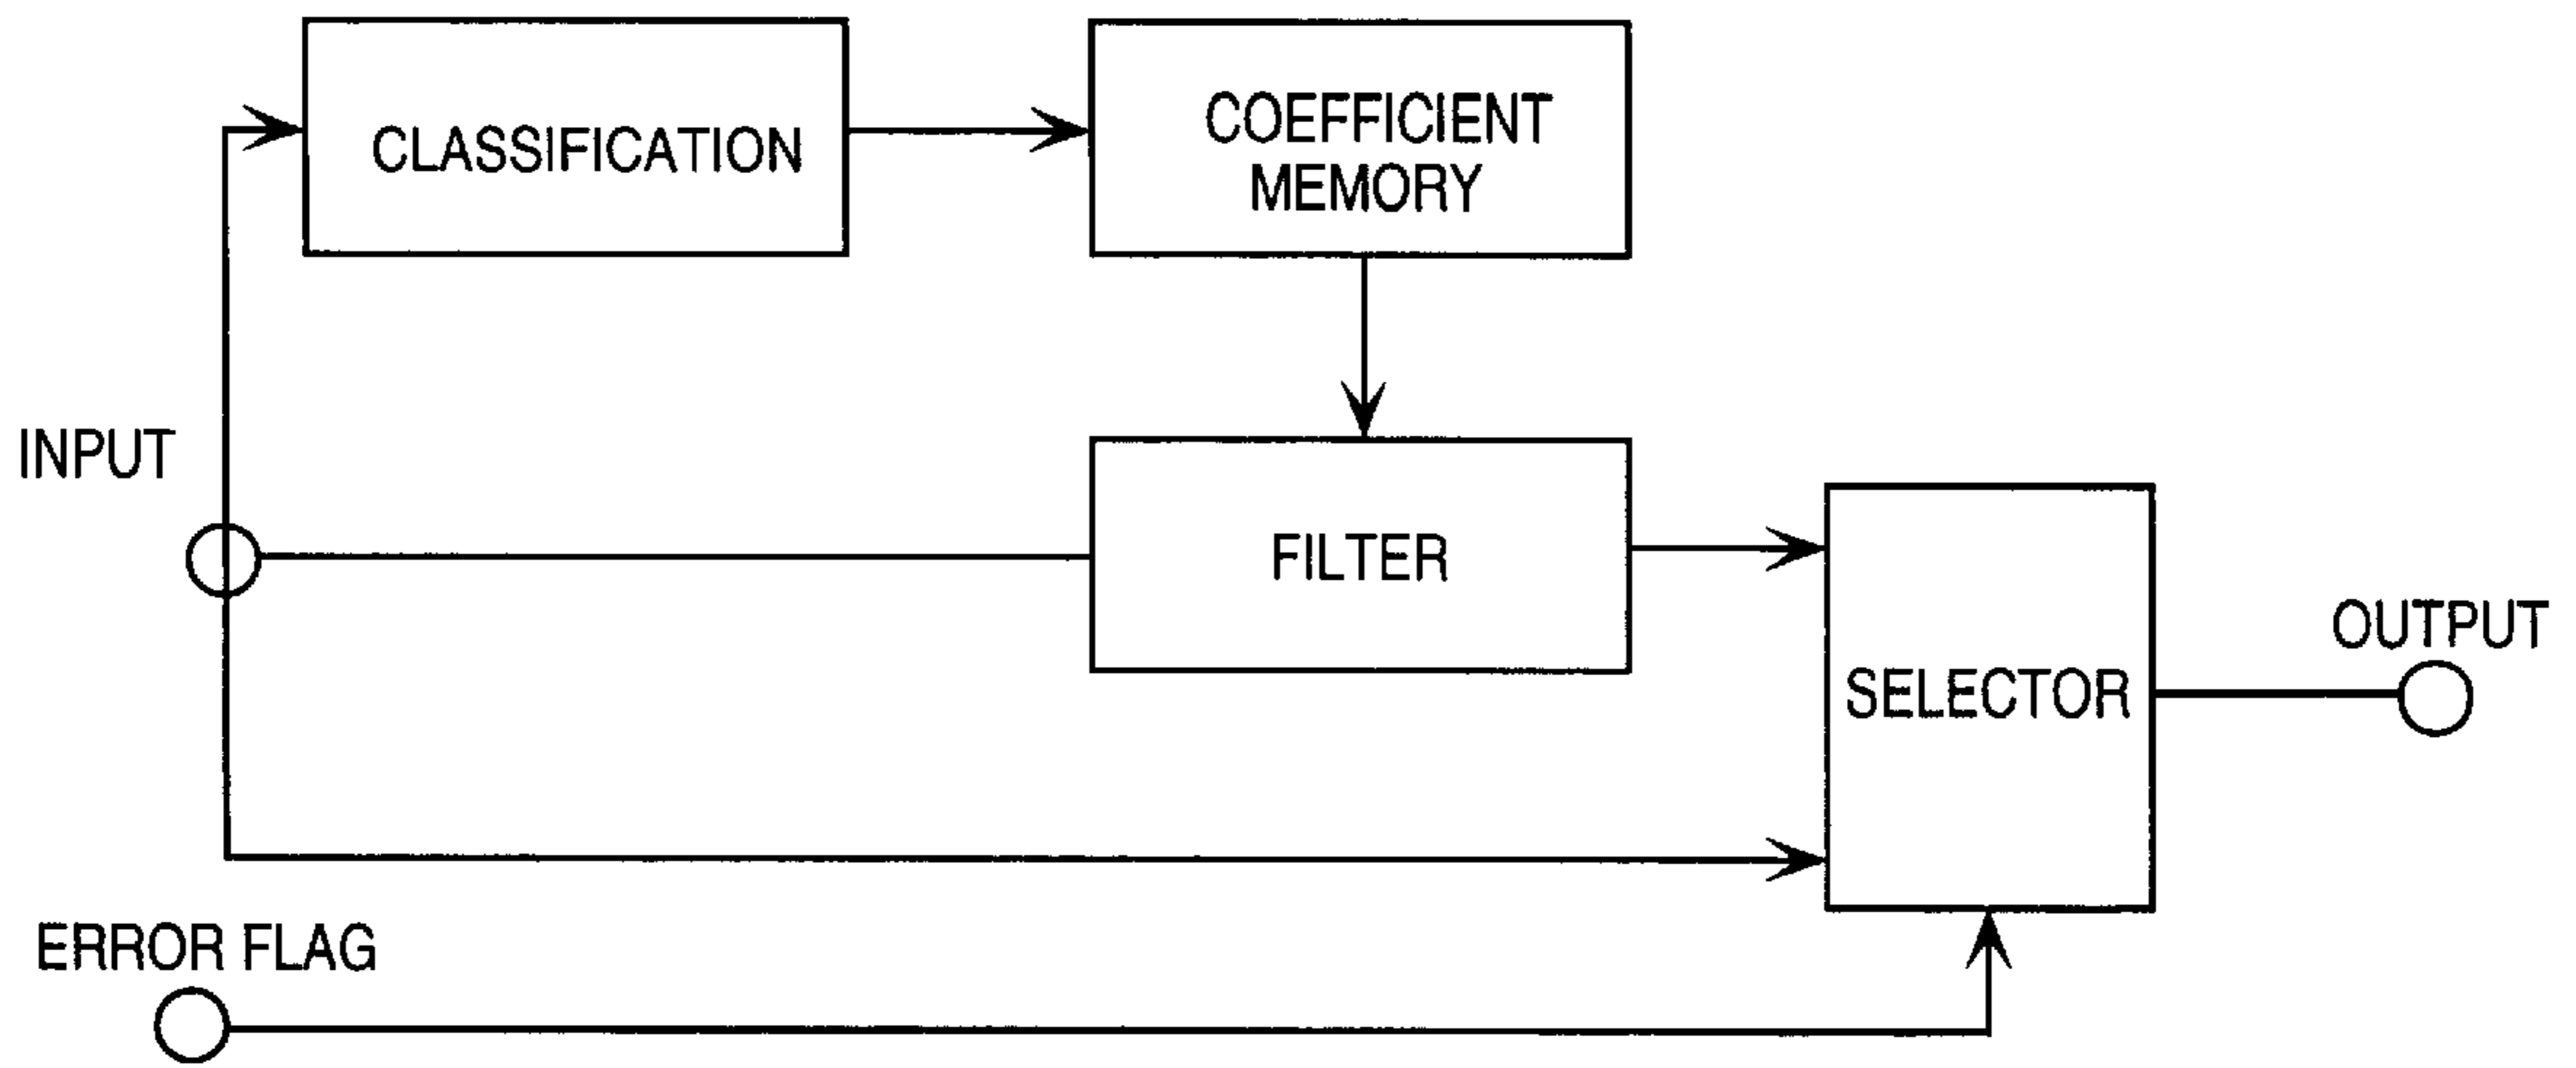 CLASSIFICATION
COEFFICIENT
MEMORY
INPUT
FILTER
OUTPUT
SELECTOR
ERROR FLAG